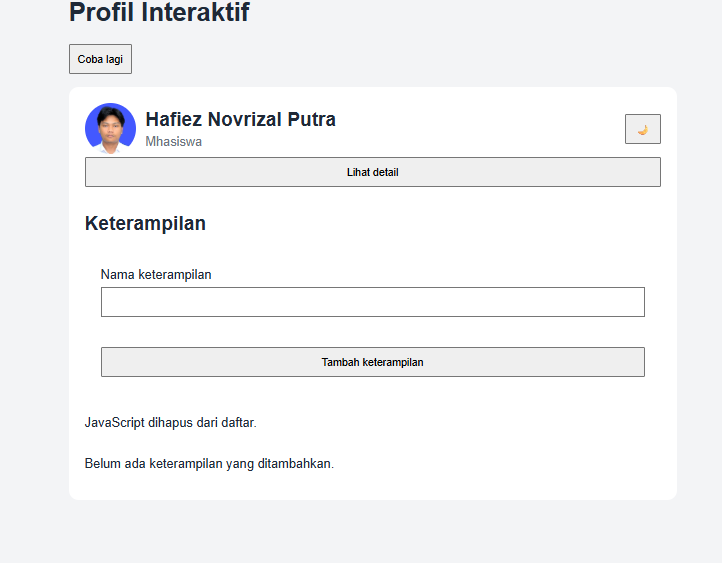 Profil Interaktif
Coba lagi
Hafiez Novrizal Putra
Mhasiswa
Lihat detail
Keterampilan
Nama keterampilan
Tambah keterampilan
JavaScript dihapus dari daftar.
Belum ada keterampilan yang ditambahkan.